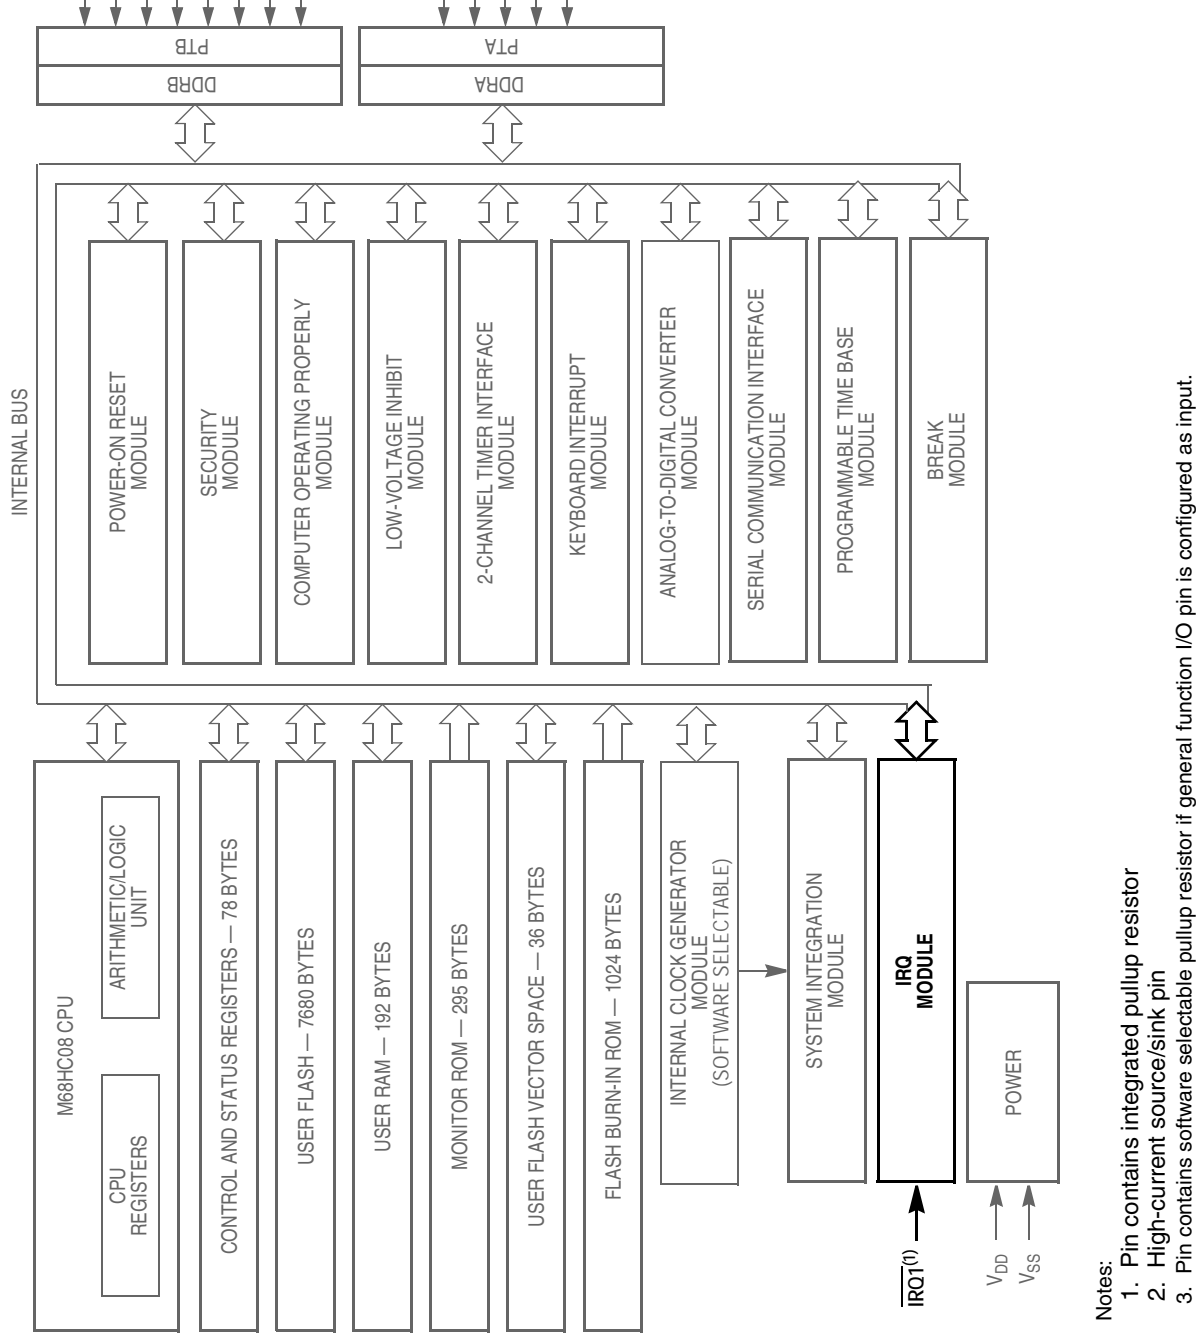 INTERNAL BUS
M68HC08 CPU
CPU
REGISTERS
ARITHMETIC/LOGIC
UNIT
CONTROL AND STATUS REGISTERS — 78 BYTES
USER FLASH — 7680 BYTES
USER RAM — 192 BYTES
MONITOR ROM — 295 BYTES
USER FLASH VECTOR SPACE — 36 BYTES
FLASH BURN-IN ROM — 1024 BYTES
INTERNAL CLOCK GENERATOR
MODULE
(SOFTWARE SELECTABLE)
SYSTEM INTEGRATION
MODULE
IRQ1(1)
IRQ
MODULE
VDD
VSS
POWER
POWER-ON RESET
MODULE
SECURITY
MODULE
COMPUTER OPERATING PROPERLY
MODULE
LOW-VOLTAGE INHIBIT
MODULE
2-CHANNEL TIMER INTERFACE
MODULE
KEYBOARD INTERRUPT
MODULE
ANALOG-TO-DIGITAL CONVERTER
MODULE
SERIAL COMMUNICATION INTERFACE
MODULE
PROGRAMMABLE TIME BASE
MODULE
BREAK
MODULE
DDRB
PTB
DDRA
PTA
Notes:
1. Pin contains integrated pullup resistor
2. High-current source/sink pin
3. Pin contains software selectable pullup resistor if general function I/O pin is configured as input.